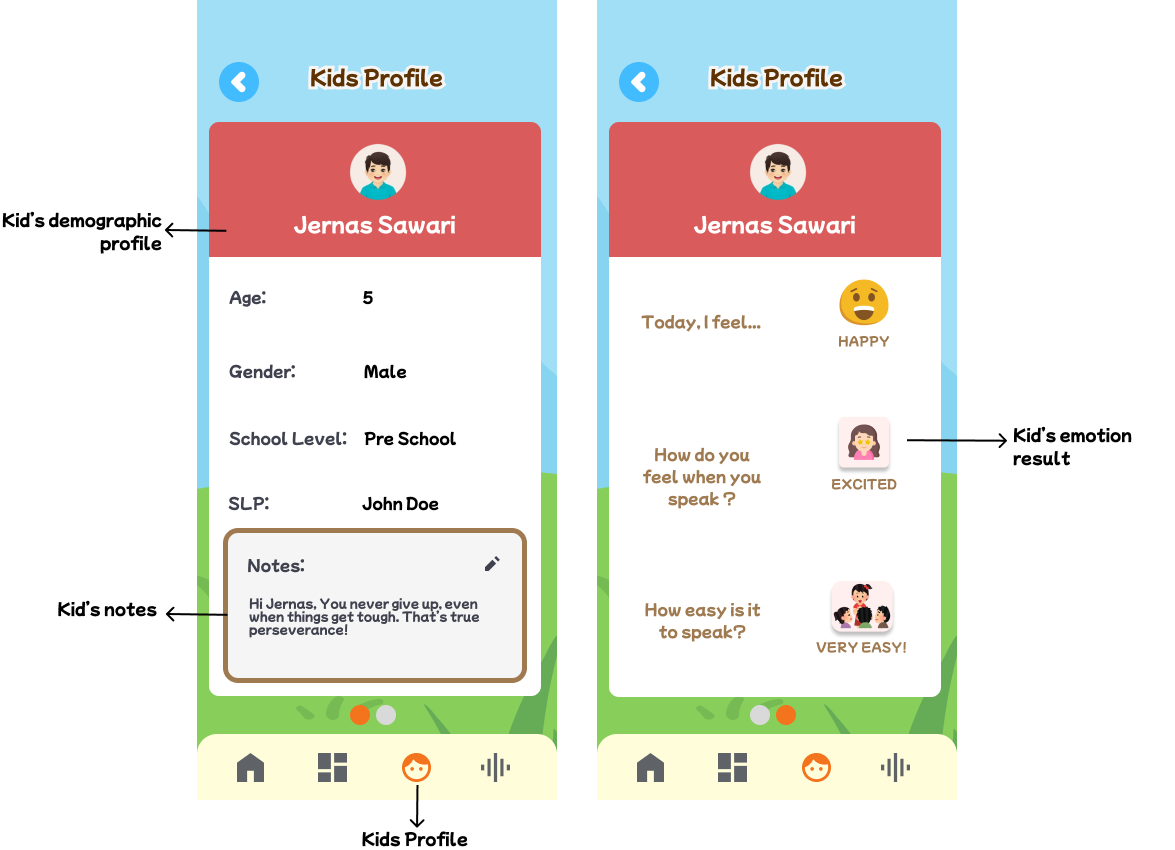 Kids Profile
Jernas Sawari
Kid's demographic
profile
Age: 5
Gender: Male
School Level: Pre School
SLP: John Doe
Notes:
Hi Jernas, You never give up, even
when things get tough. That's true
perseverance!
Kid's notes
Kids Profile
Kids Profile
Jernas Sawari
Today, I feel...
HAPPY
How do you
feel when you
speak ?
EXCITED
Kid's emotion
result
How easy is it
to speak?
VERY EASY!